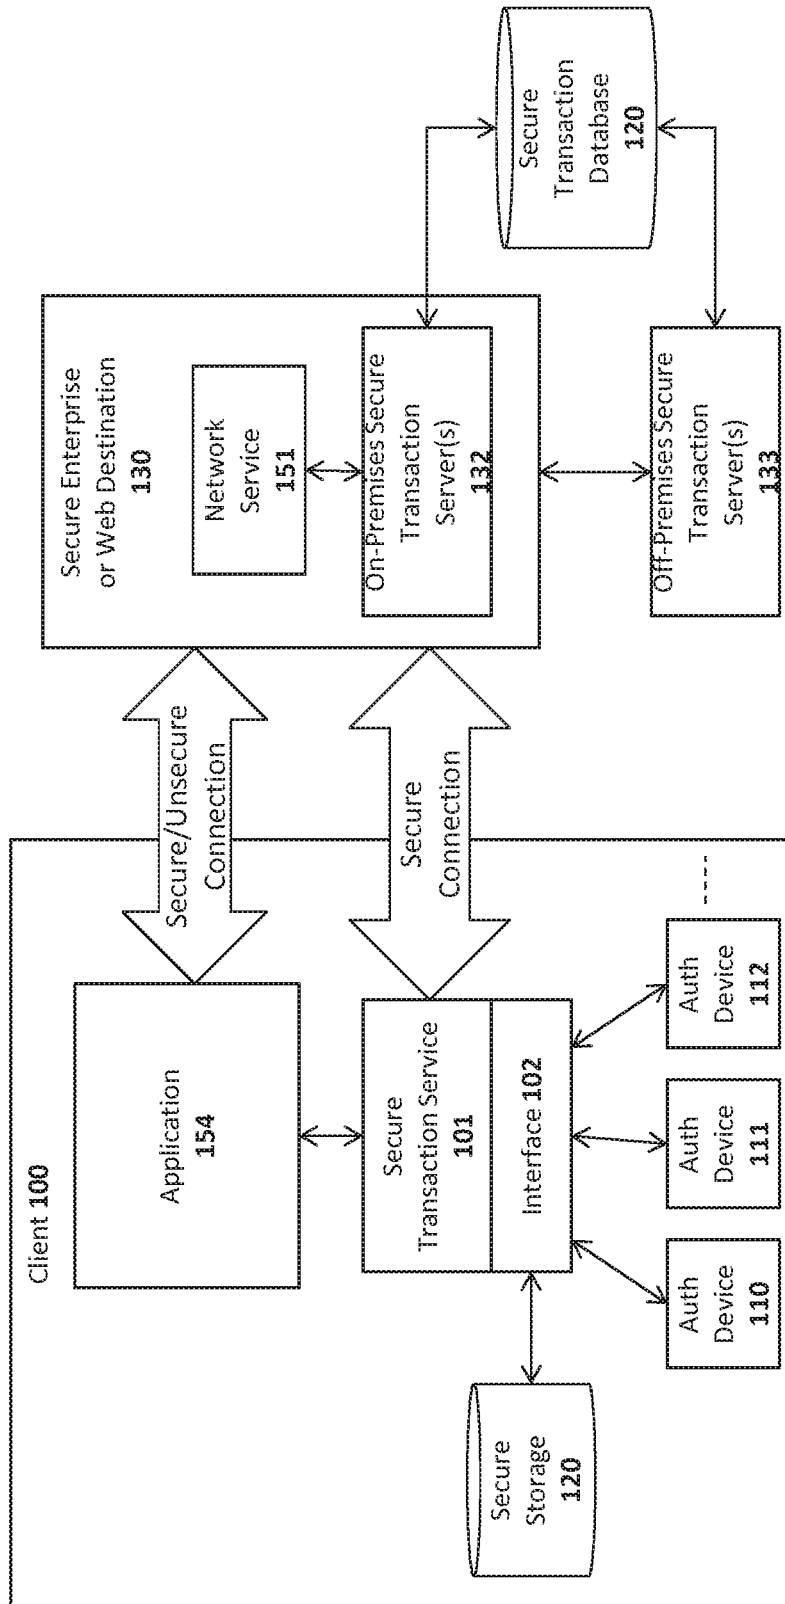 Client 100
Application
154
Secure
Transaction Service
101
Interface 102
Secure
Storage
120
Auth
Device
110
Auth
Device
111
Auth
Device
112
Secure/Unsecure
Connection
Secure
Connection
Secure Enterprise
or Web Destination
130
Network
Service
151
On-Premises Secure
Transaction
Server(s)
132
Off-Premises Secure
Transaction
Server(s)
133
Secure
Transaction
Database
120